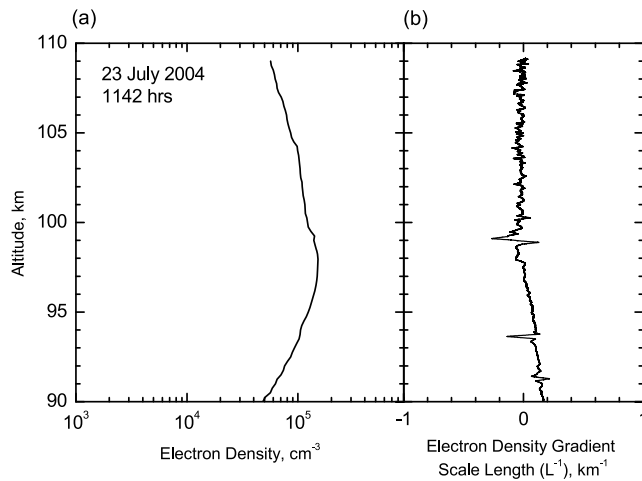 (a)
(b)
110
105
100
95
90
23 July 2004
1142 hrs
Altitude, km
10³
10⁴
10⁵
-1
0
1
Electron Density, cm⁻³
Electron Density Gradient
Scale Length (L⁻¹), km⁻¹